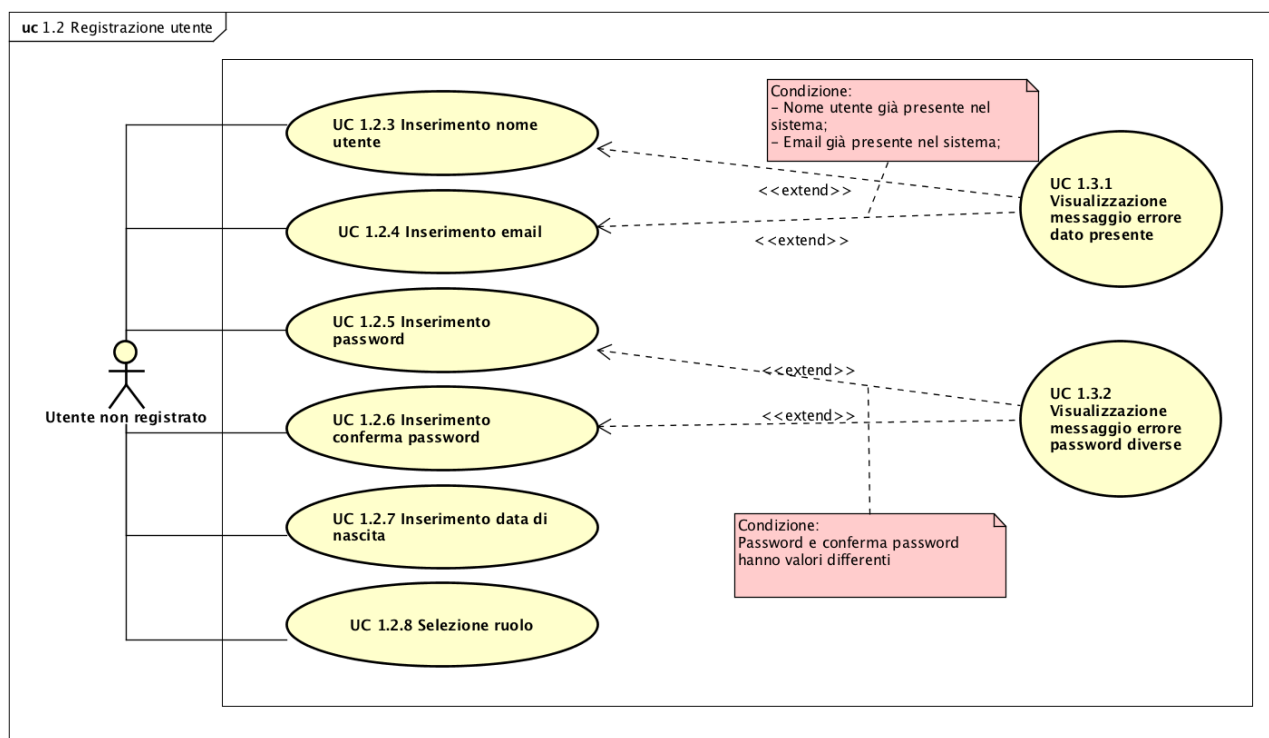 uc 1.2 Registrazione utente
Condizione:
– Nome utente già presente nel
sistema;
– Email già presente nel sistema;
UC 1.2.3 Inserimento nome
utente
<<extend>>
UC 1.3.1
Visualizzazione
messaggio errore
dato presente
UC 1.2.4 Inserimento email
<<extend>>
UC 1.2.5 Inserimento
password
<<extend>>
Utente non registrato
UC 1.2.6 Inserimento
conferma password
<<extend>>
UC 1.3.2
Visualizzazione
messaggio errore
password diverse
UC 1.2.7 Inserimento data di
nascita
Condizione:
Password e conferma password
hanno valori differenti
UC 1.2.8 Selezione ruolo